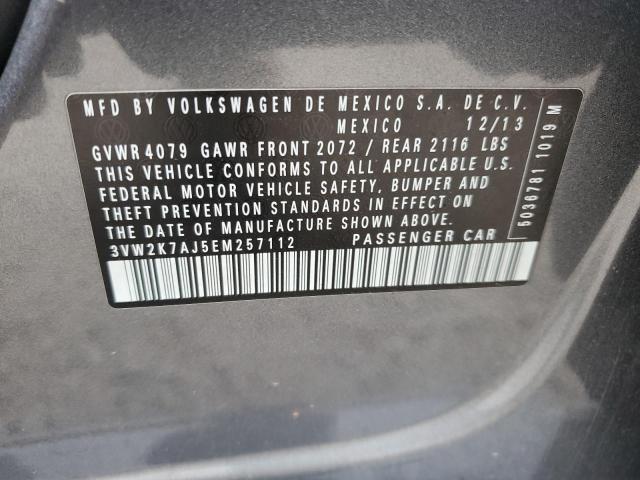 MFD BY VOLKSWAGEN DE MEXICO S.A. DE C.V.
MEXICO 12/13
GVWR 4079 GAWR FRONT 2072 / REAR 2116 LBS
THIS VEHICLE CONFORMS TO ALL APPLICABLE U.S.
FEDERAL MOTOR VEHICLE SAFETY, BUMPER AND
THEFT PREVENTION STANDARDS IN EFFECT ON
THE DATE OF MANUFACTURE SHOWN ABOVE.
3VW2K7AJ5EM257112 PASSENGER CAR
5036781 1019 M